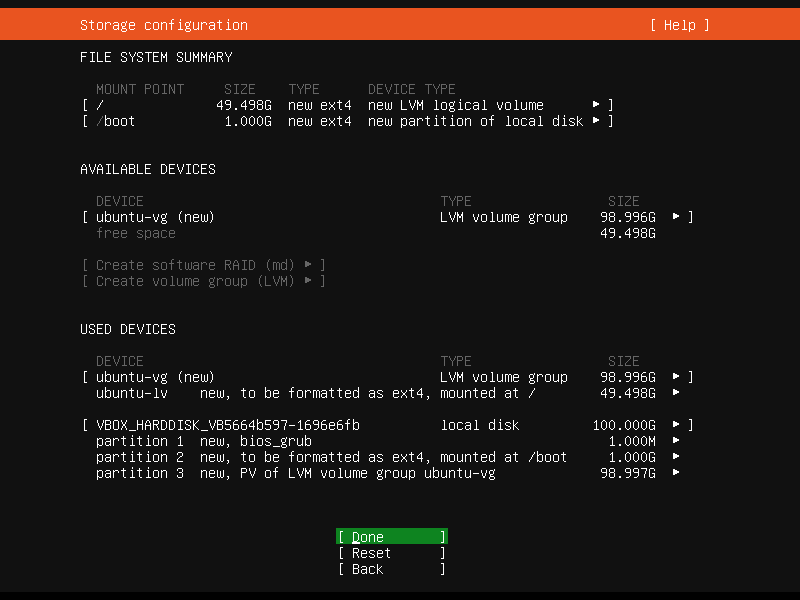 Storage configuration [ Help ]
FILE SYSTEM SUMMARY
MOUNT POINT SIZE TYPE DEVICE TYPE
[ / 49.498G new ext4 new LVM logical volume ▸ ]
[ /boot 1.000G new ext4 new partition of local disk ▸ ]
AVAILABLE DEVICES
DEVICE TYPE SIZE
[ ubuntu-vg (new) LVM volume group 98.996G ▸ ]
free space 49.498G
[ Create software RAID (md) ▸ ]
[ Create volume group (LVM) ▸ ]
USED DEVICES
DEVICE TYPE SIZE
[ ubuntu-vg (new) LVM volume group 98.996G ▸ ]
ubuntu-lv new, to be formatted as ext4, mounted at / 49.498G ▸
[ VBOX_HARDDISK_VB5664b597-1696e6fb local disk 100.000G ▸ ]
partition 1 new, bios_grub 1.000M ▸
partition 2 new, to be formatted as ext4, mounted at /boot 1.000G ▸
partition 3 new, PV of LVM volume group ubuntu-vg 98.997G ▸
[ Done ]
[ Reset ]
[ Back ]